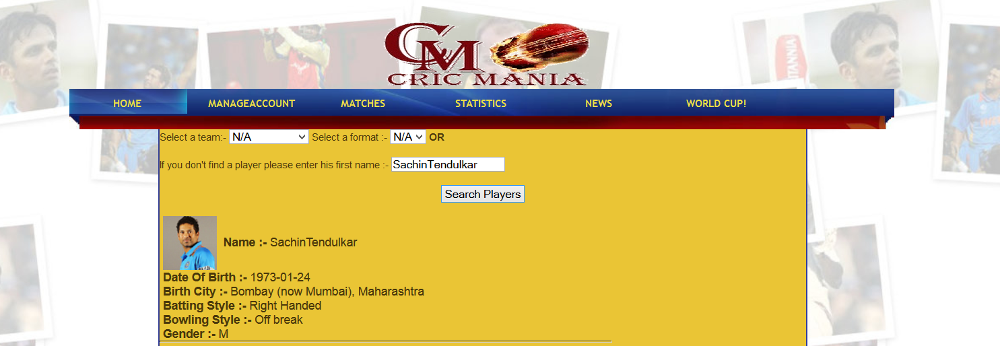 CM
CRIC MANIA
HOME MANAGEACCOUNT MATCHES STATISTICS NEWS WORLD CUP!
Select a team:- N/A Select a format :- N/A OR
If you don't find a player please enter his first name :- SachinTendulkar
Search Players
Name :- SachinTendulkar
Date Of Birth :- 1973-01-24
Birth City :- Bombay (now Mumbai), Maharashtra
Batting Style :- Right Handed
Bowling Style :- Off break
Gender :- M